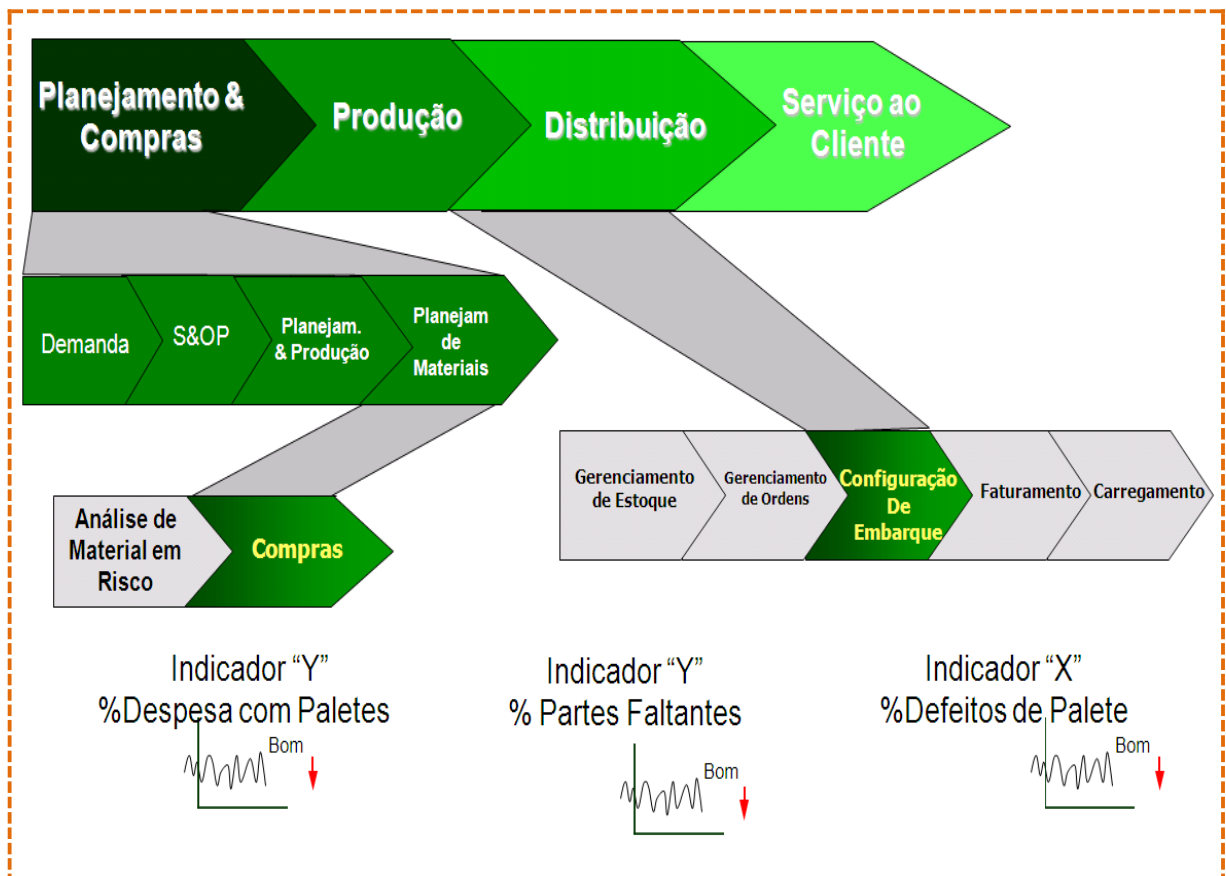 Planejamento &
Compras
Produção
Distribuição
Serviço ao
Cliente
Demanda
S&OP
Planejam.
& Produção
Planejam
de
Materiais
Gerenciamento
de Estoque
Gerenciamento
de Ordens
Configuração
De
Embarque
Faturamento
Carregamento
Análise de
Material em
Risco
Compras
Indicador “Y”
%Despesa com Paletes
Bom
Indicador “Y”
% Partes Faltantes
Bom
Indicador “X”
%Defeitos de Palete
Bom